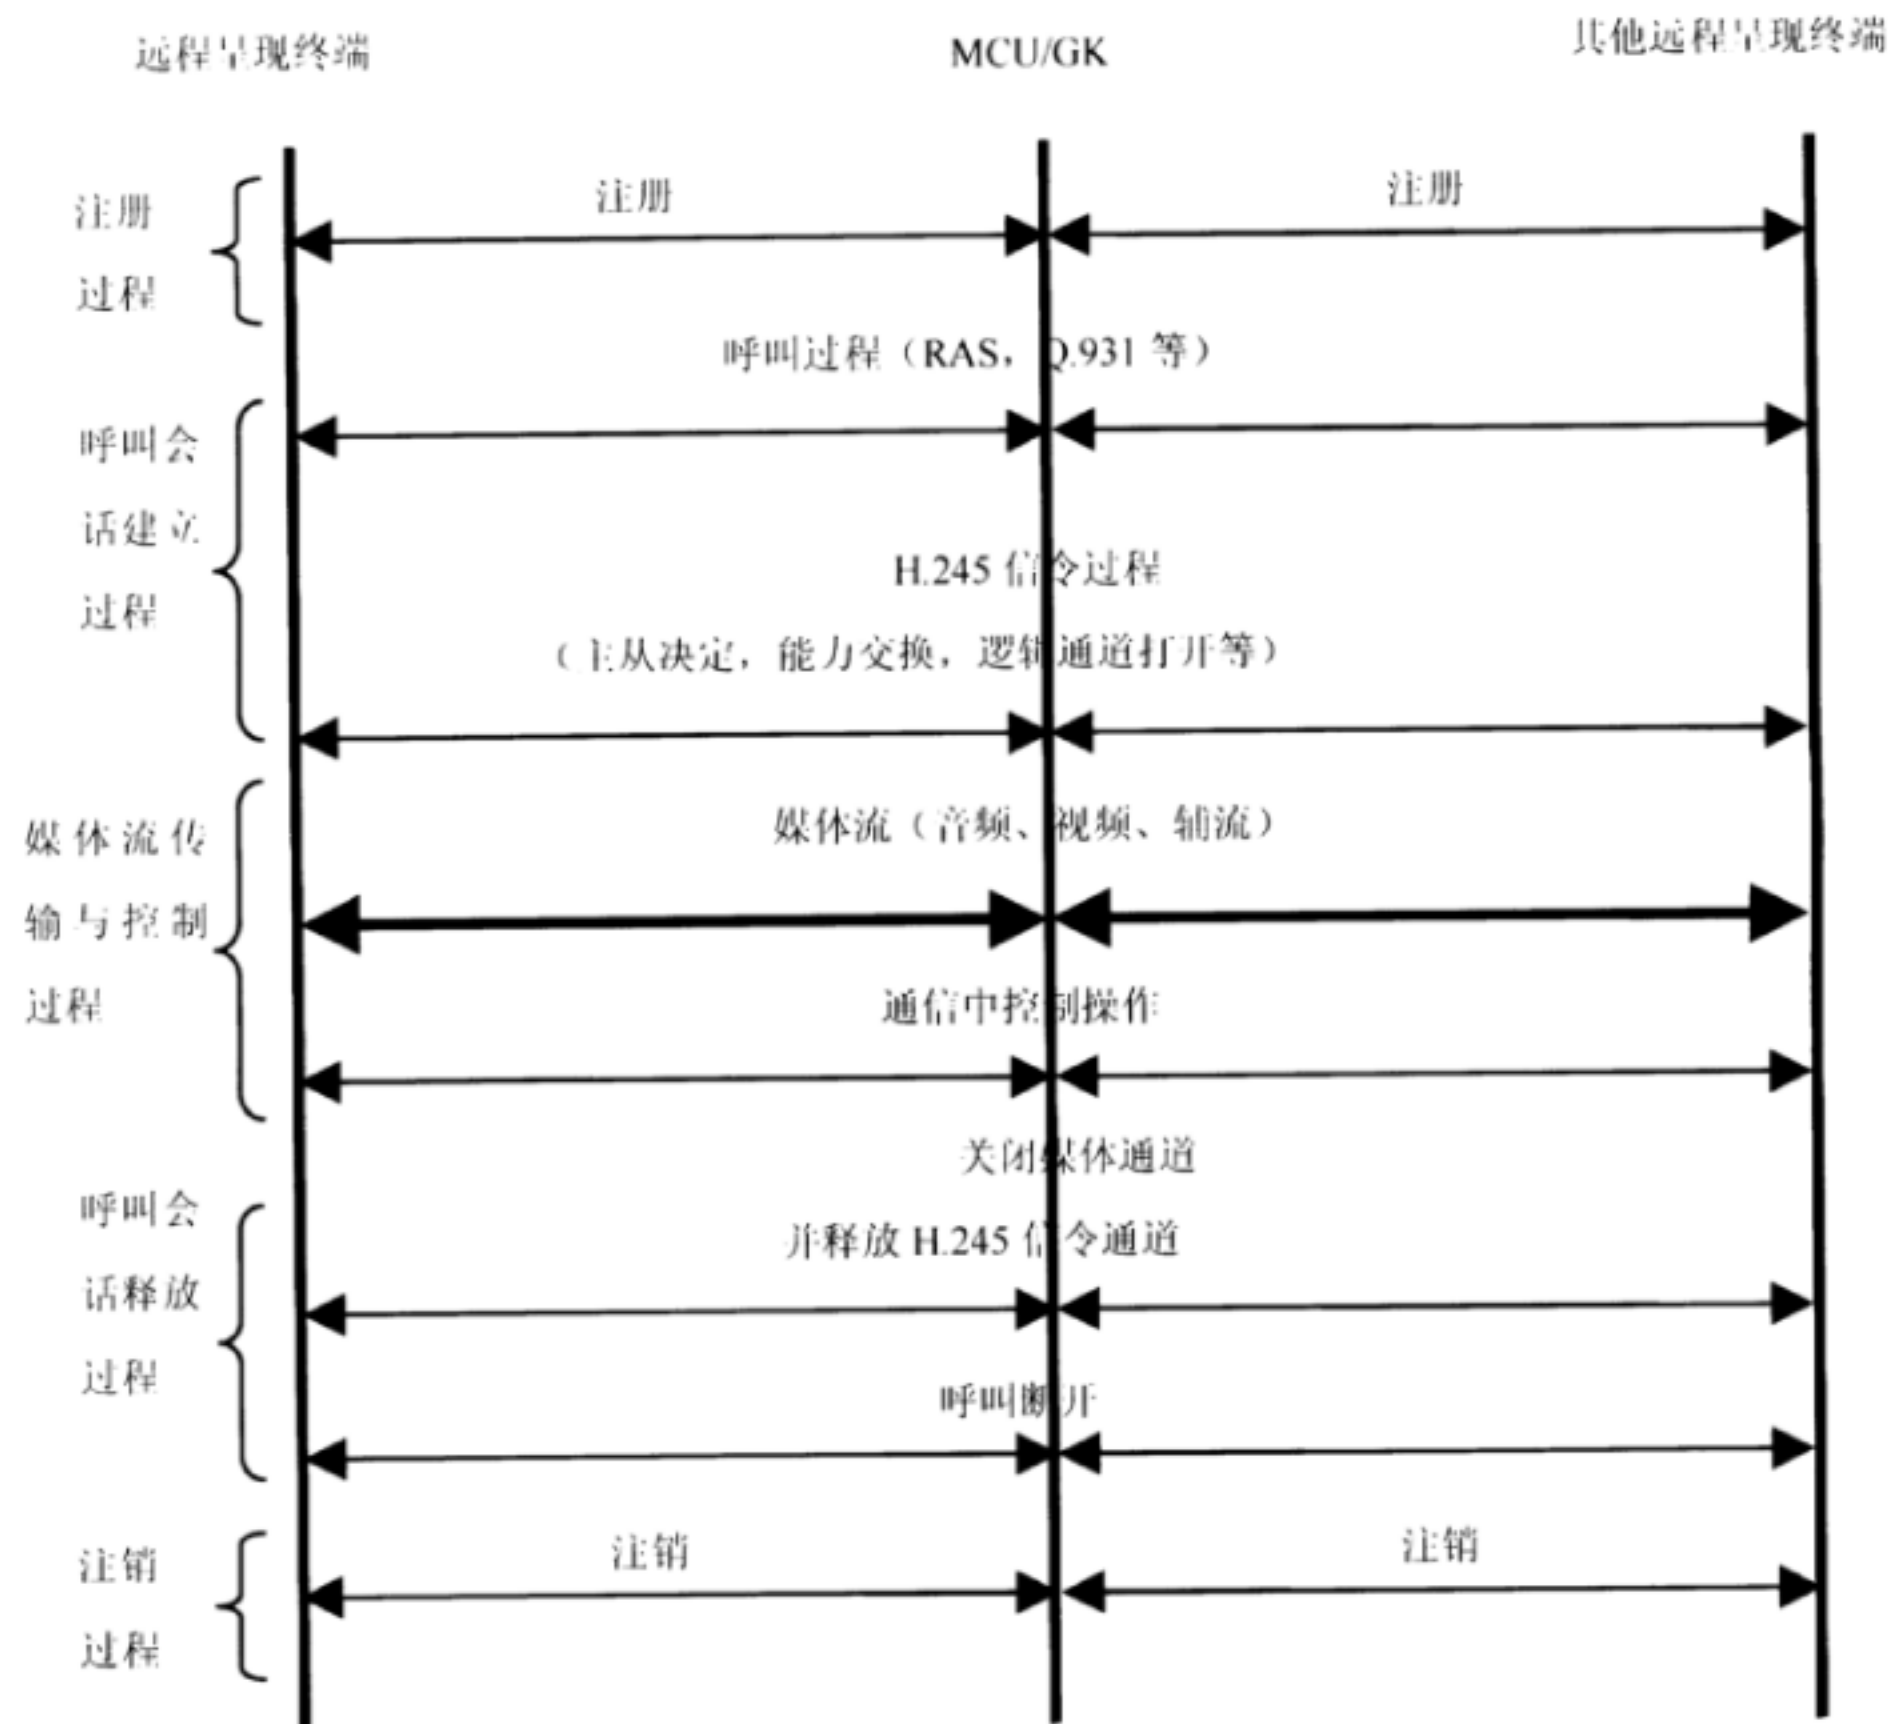 远程呈现终端
MCU/GK
其他远程呈现终端
注册
过程
注册
注册
呼叫过程（RAS，Q.931 等）
呼叫会
话建立
过程
H.245 信令过程
（主从决定，能力交换，逻辑通道打开等）
媒体流传
输与控制
过程
媒体流（音频、视频、辅流）
通信中控制操作
呼叫会
话释放
过程
关闭媒体通道
并释放 H.245 信令通道
呼叫断开
注销
过程
注销
注销